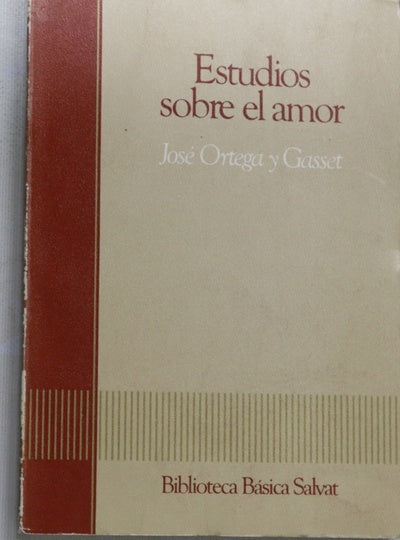 Estudios
sobre el amor
José Ortega y Gasset
Biblioteca Básica Salvat